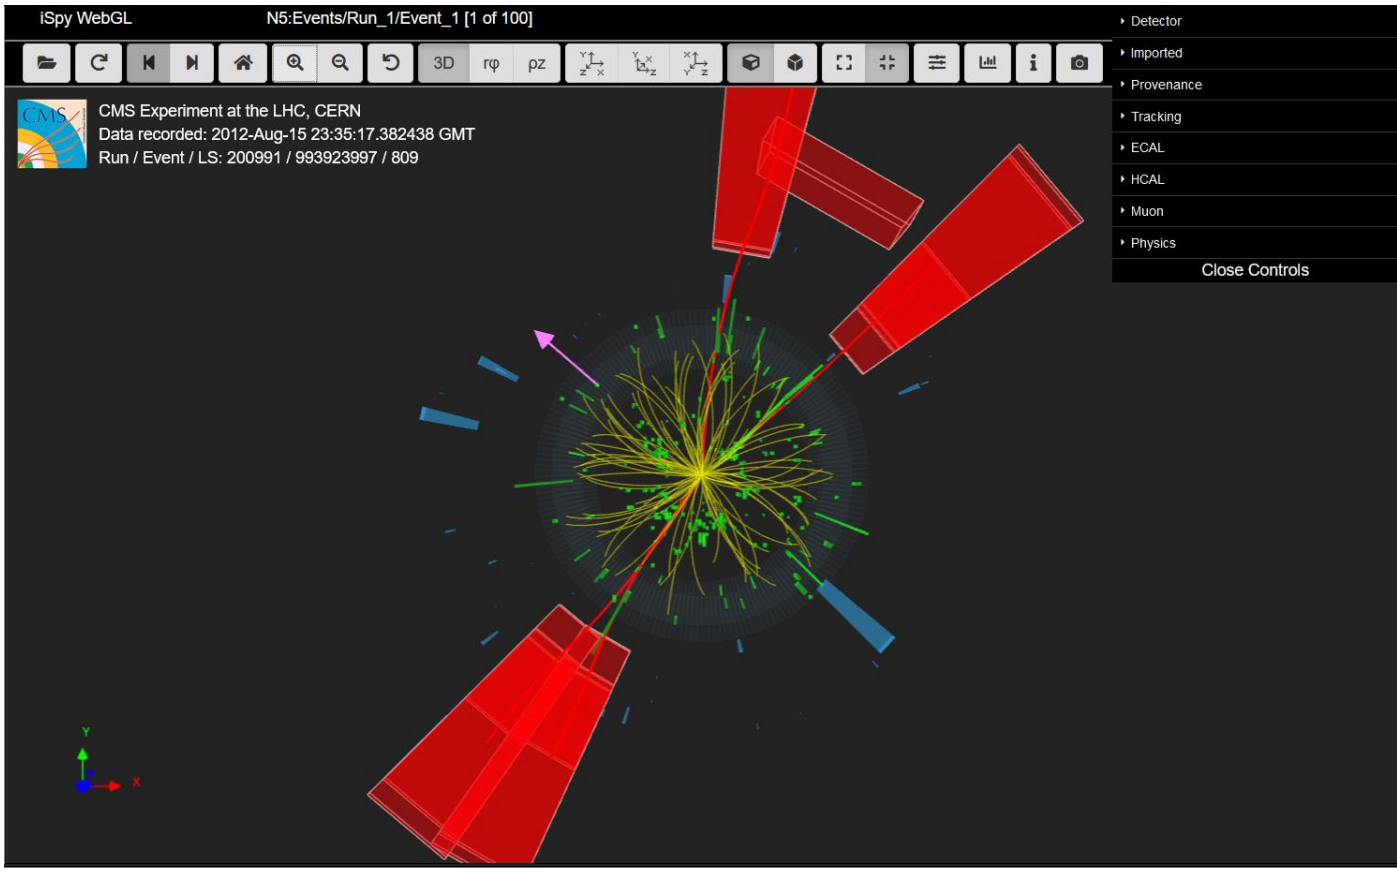 iSpy WebGL
N5:Events/Run_1/Event_1 [1 of 100]
3D
rφ
ρz
Y
Z X
Y X
Z
X
Y Z
CMS
CMS Experiment at the LHC, CERN
Data recorded: 2012-Aug-15 23:35:17.382438 GMT
Run / Event / LS: 200991 / 993923997 / 809
Detector
Imported
Provenance
Tracking
ECAL
HCAL
Muon
Physics
Close Controls
Y
Z
X